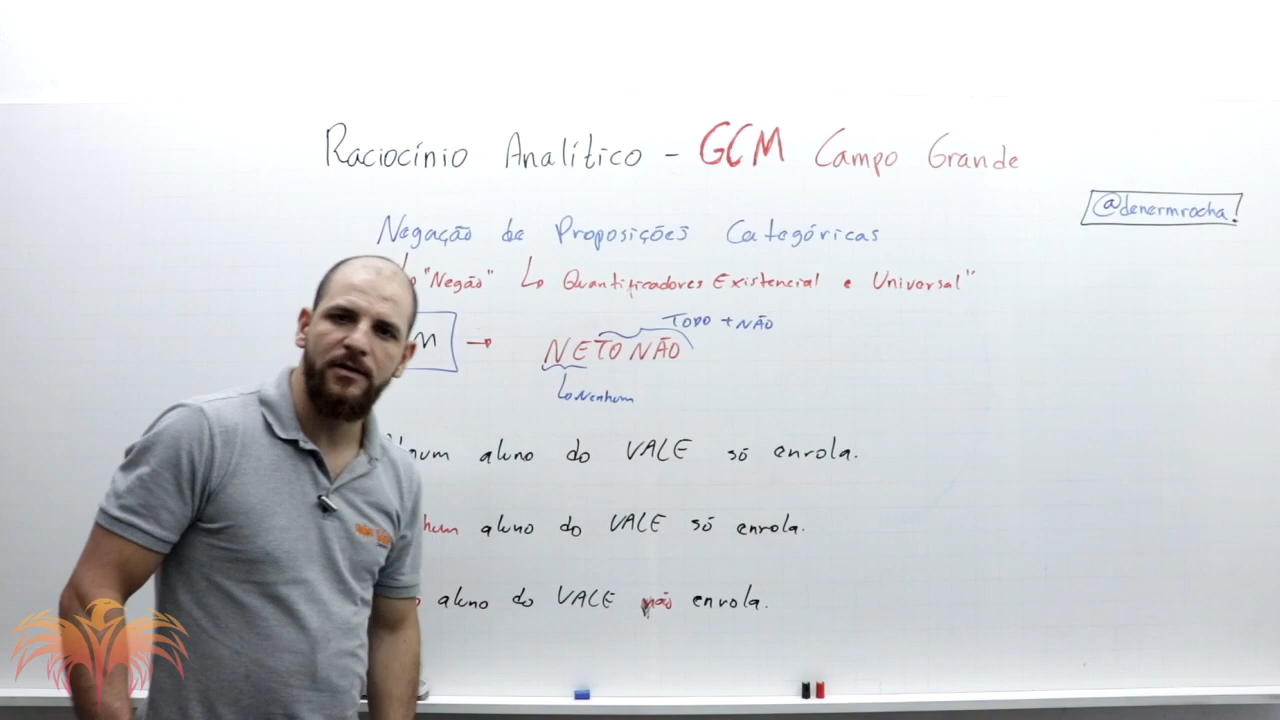 Raciocínio Analítico - GCM Campo Grande
@denermrocha
Negação de Proposições Categóricas
"Negão" Quantificadores Existencial e Universal"
TODO + NÃO
NETONÃO
Nenhum
aluno do VALE só enrola.
aluno do VALE só enrola.
aluno do VALE não enrola.